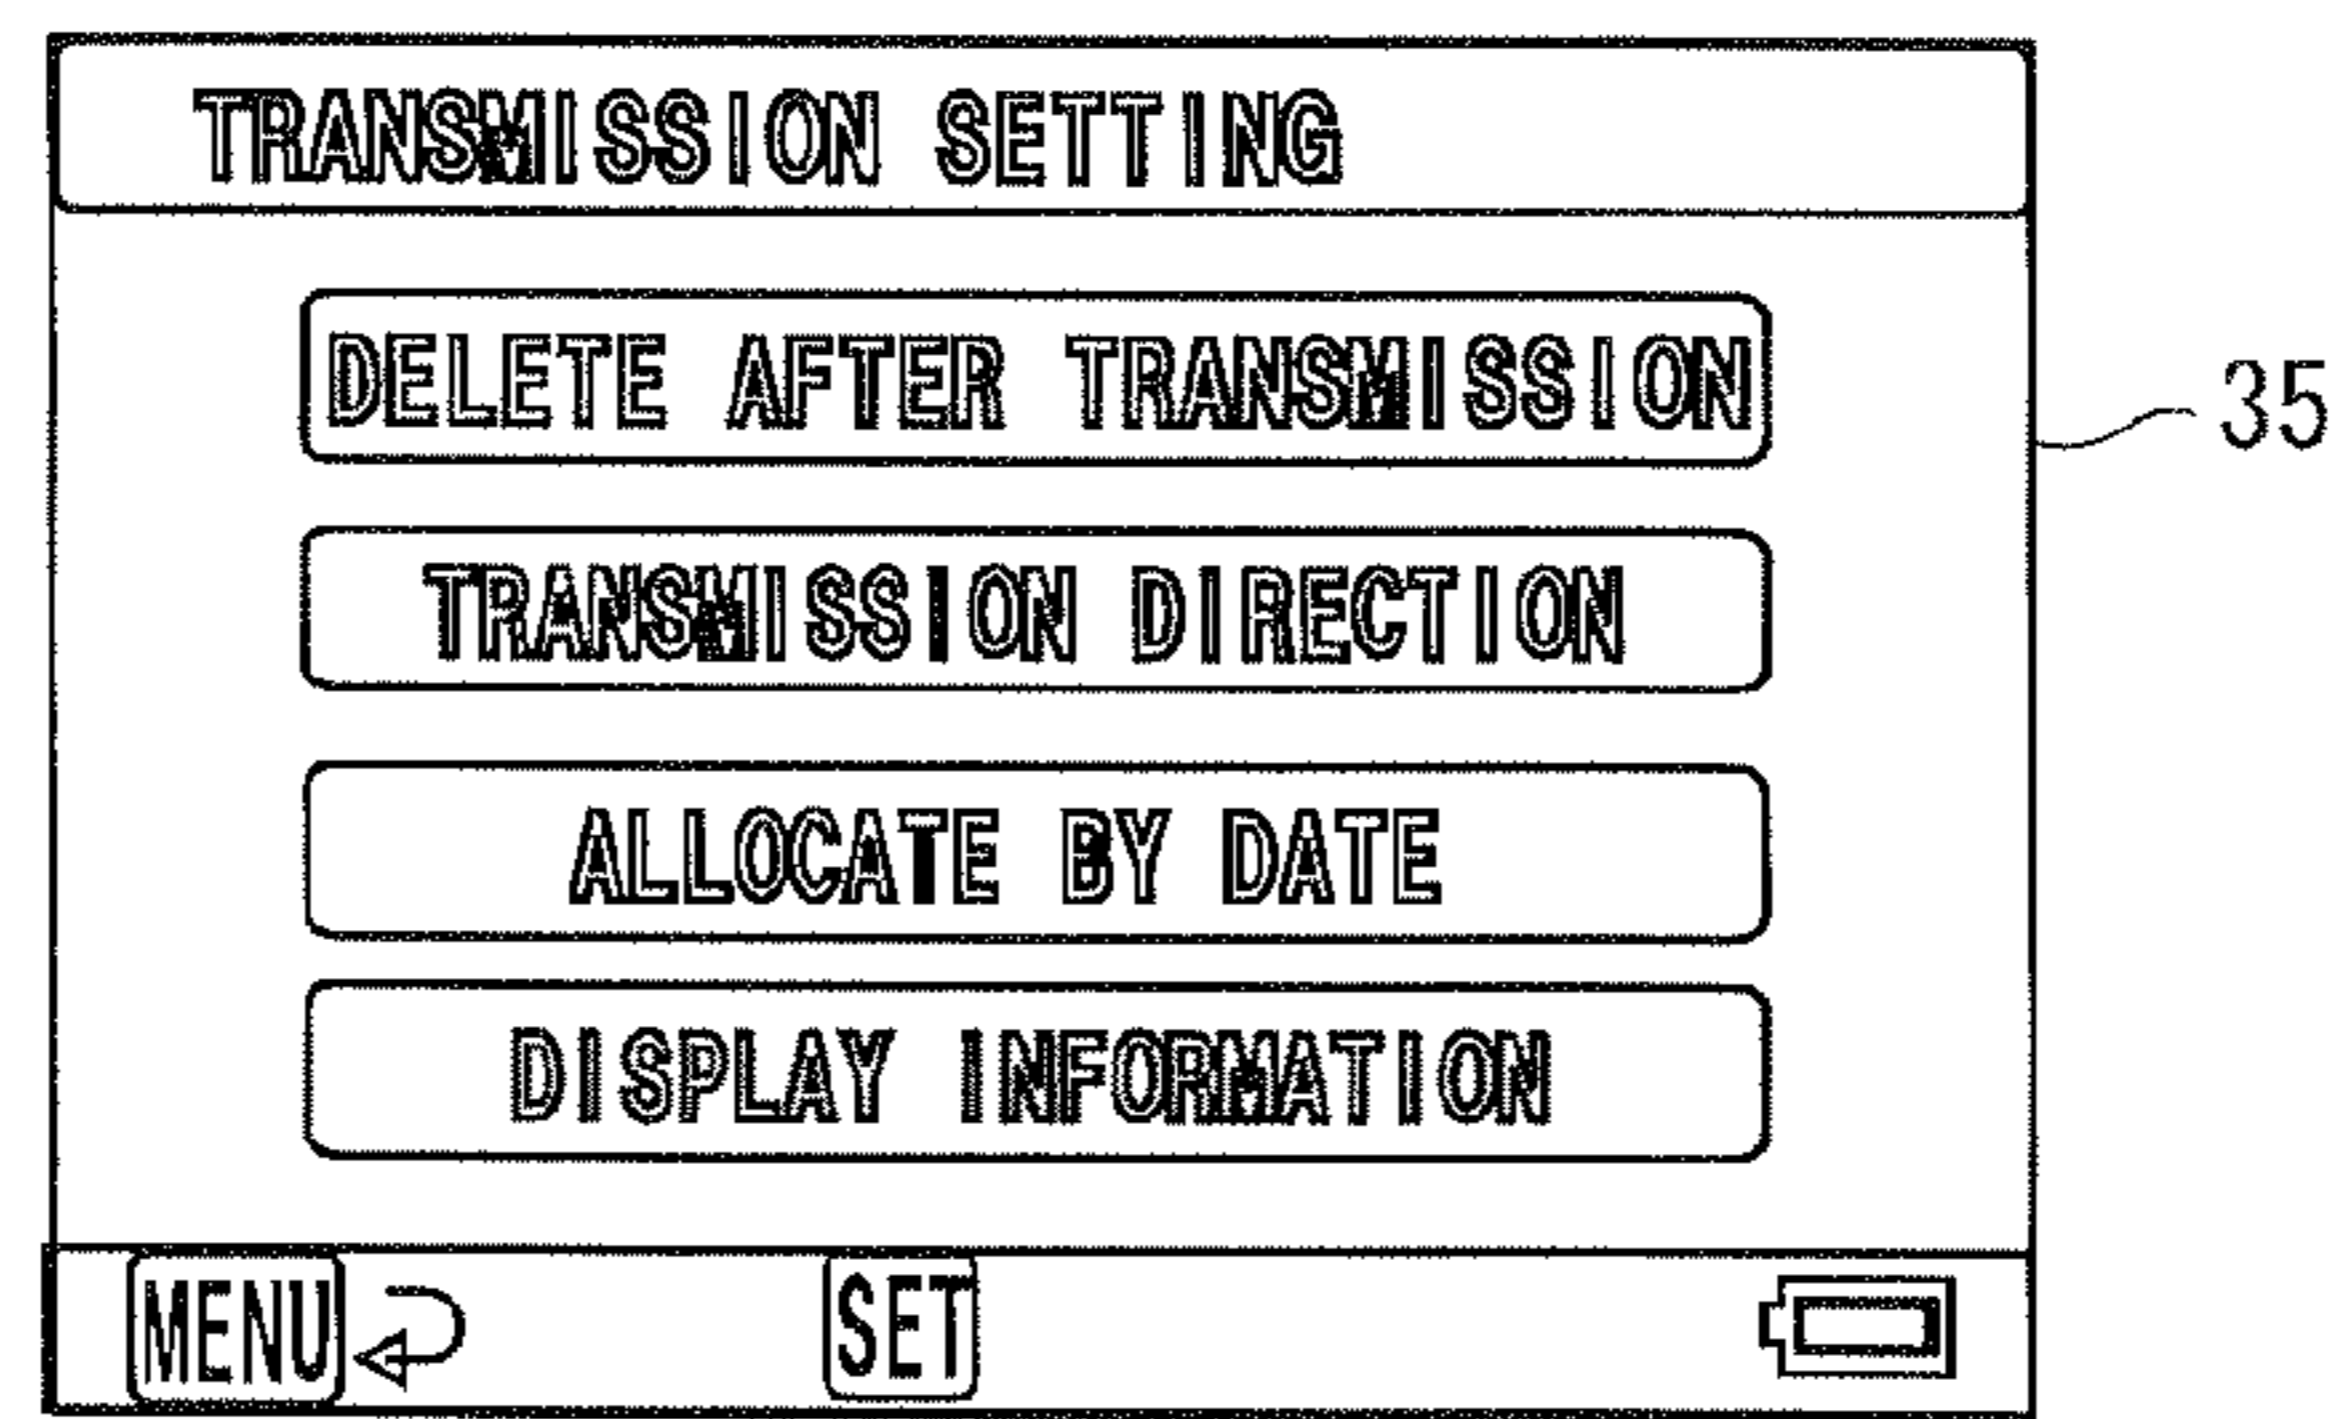 TRANSMISSION SETTING
DELETE AFTER TRANSMISSION
35
TRANSMISSION DIRECTION
ALLOCATE BY DATE
DISPLAY INFORMATION
MENU SET